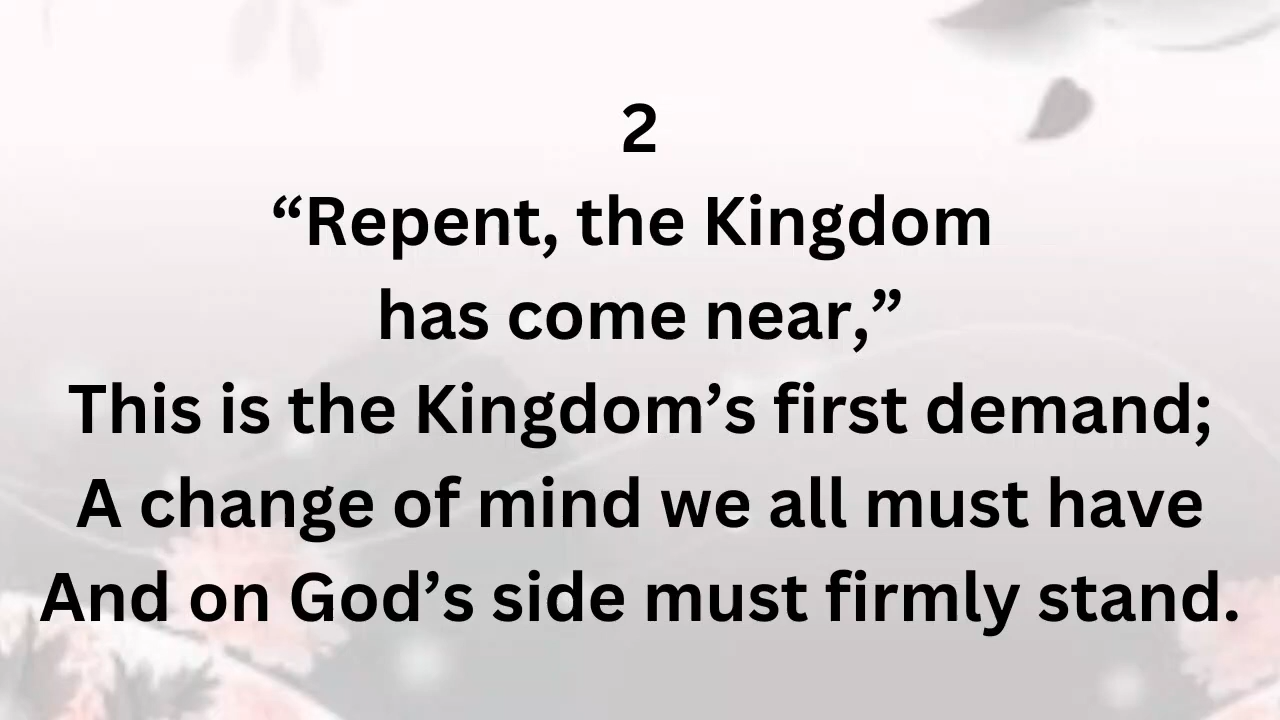 2
“Repent, the Kingdom
has come near,”
This is the Kingdom’s first demand;
A change of mind we all must have
And on God’s side must firmly stand.